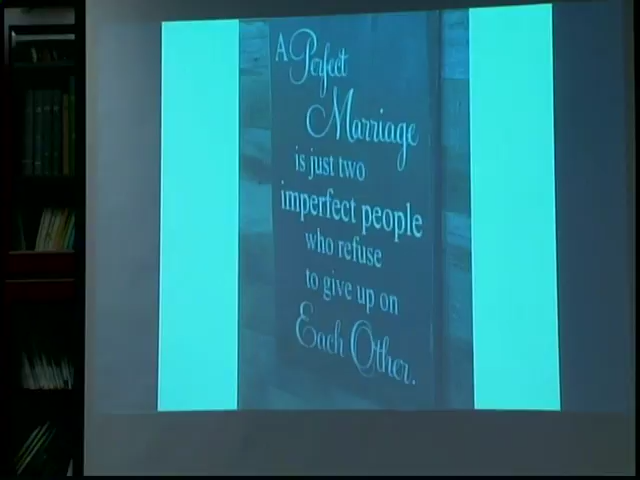 A Perfect
Marriage
is just two
imperfect people
who refuse
to give up on
Each Other.